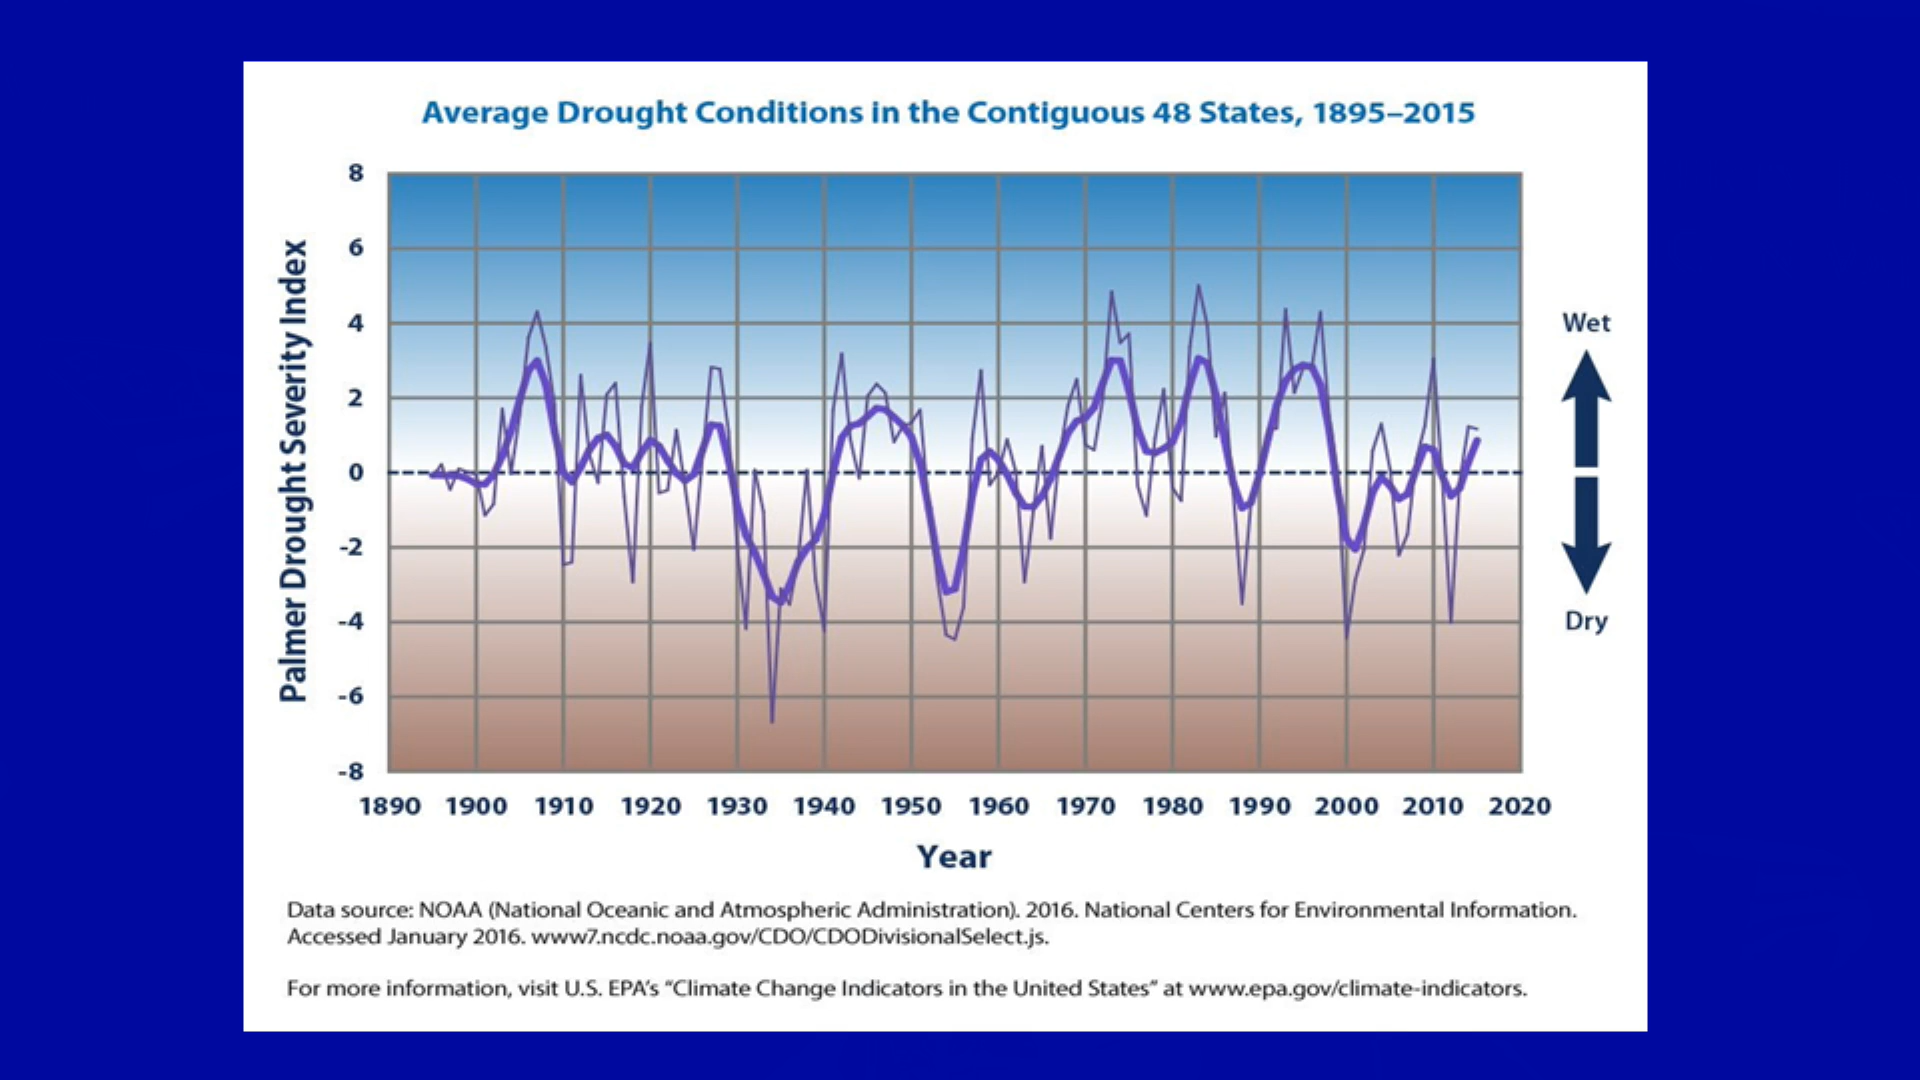 Average Drought Conditions in the Contiguous 48 States, 1895–2015
8
6
4
2
0
-2
-4
-6
-8
Palmer Drought Severity Index
Wet
Dry
1890 1900 1910 1920 1930 1940 1950 1960 1970 1980 1990 2000 2010 2020
Year
Data source: NOAA (National Oceanic and Atmospheric Administration). 2016. National Centers for Environmental Information.
Accessed January 2016. www7.ncdc.noaa.gov/CDO/CDODivisionalSelect.js.
For more information, visit U.S. EPA’s “Climate Change Indicators in the United States” at www.epa.gov/climate-indicators.